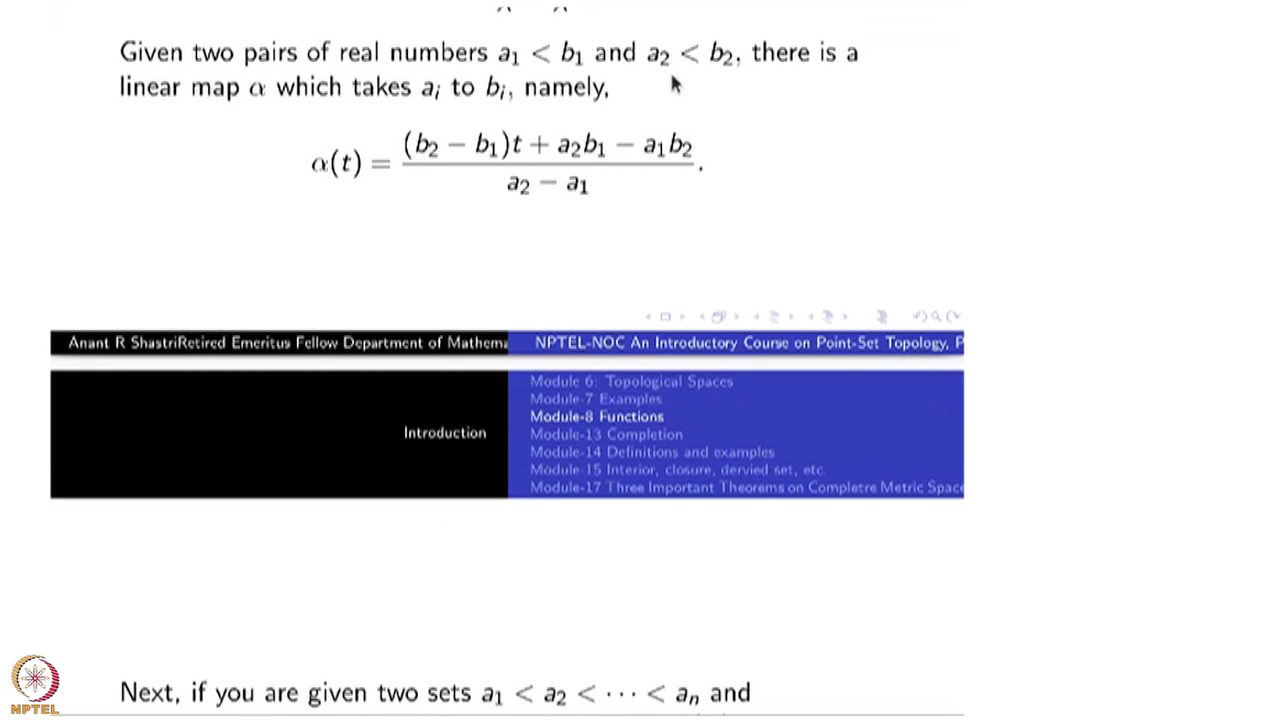 Given two pairs of real numbers a₁ < b₁ and a₂ < b₂, there is a
linear map α which takes aᵢ to bᵢ, namely,
α(t) = ((b₂ − b₁)t + a₂b₁ − a₁b₂) / (a₂ − a₁).
Anant R ShastriRetired Emeritus Fellow Department of Mathema
NPTEL-NOC An Introductory Course on Point-Set Topology, P
Introduction
Module 6: Topological Spaces
Module-7 Examples
Module-8 Functions
Module-13 Completion
Module-14 Definitions and examples
Module-15 Interior, closure, dervied set, etc.
Module-17 Three Important Theorems on Completre Metric Space
Next, if you are given two sets a₁ < a₂ < ⋯ < aₙ and
NPTEL